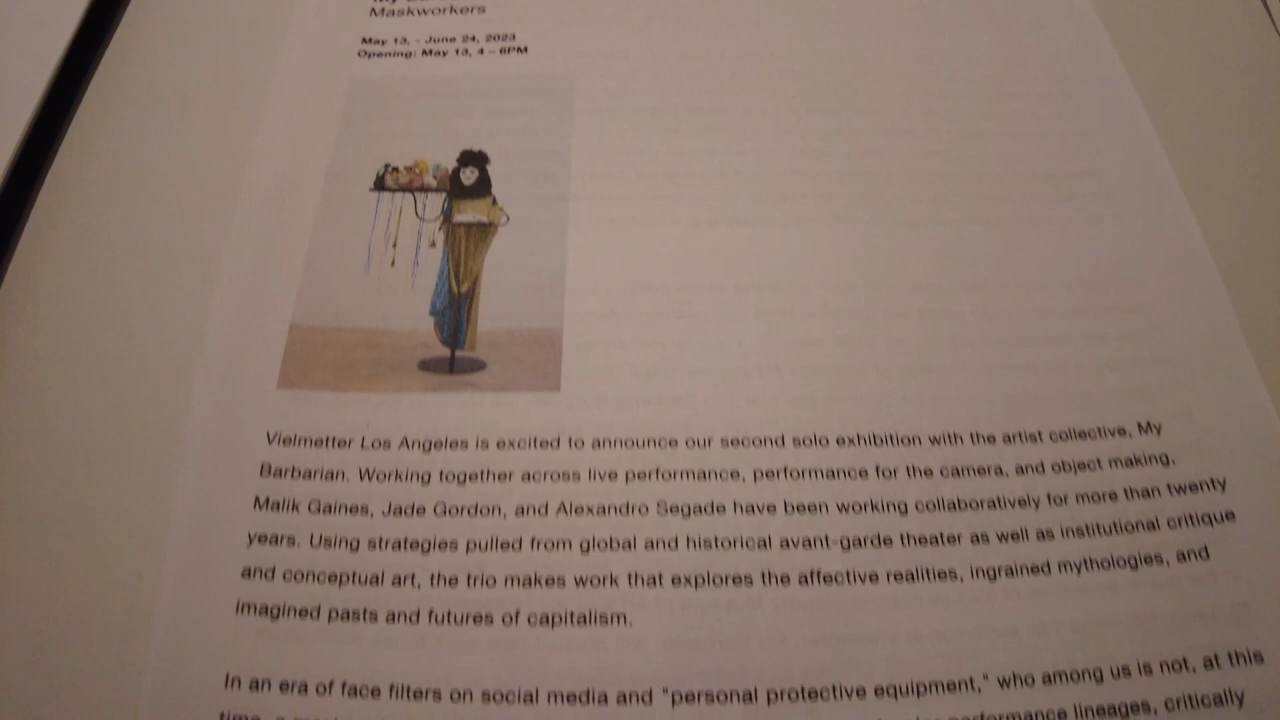 Maskworkers
May 13, - June 24, 2023
Opening: May 13, 4 – 6PM
Vielmetter Los Angeles is excited to announce our second solo exhibition with the artist collective, My
Barbarian. Working together across live performance, performance for the camera, and object making,
Malik Gaines, Jade Gordon, and Alexandro Segade have been working collaboratively for more than twenty
years. Using strategies pulled from global and historical avant-garde theater as well as institutional critique
and conceptual art, the trio makes work that explores the affective realities, ingrained mythologies, and
imagined pasts and futures of capitalism.
In an era of face filters on social media and "personal protective equipment," who among us is not, at this
time, a performance lineages, critically